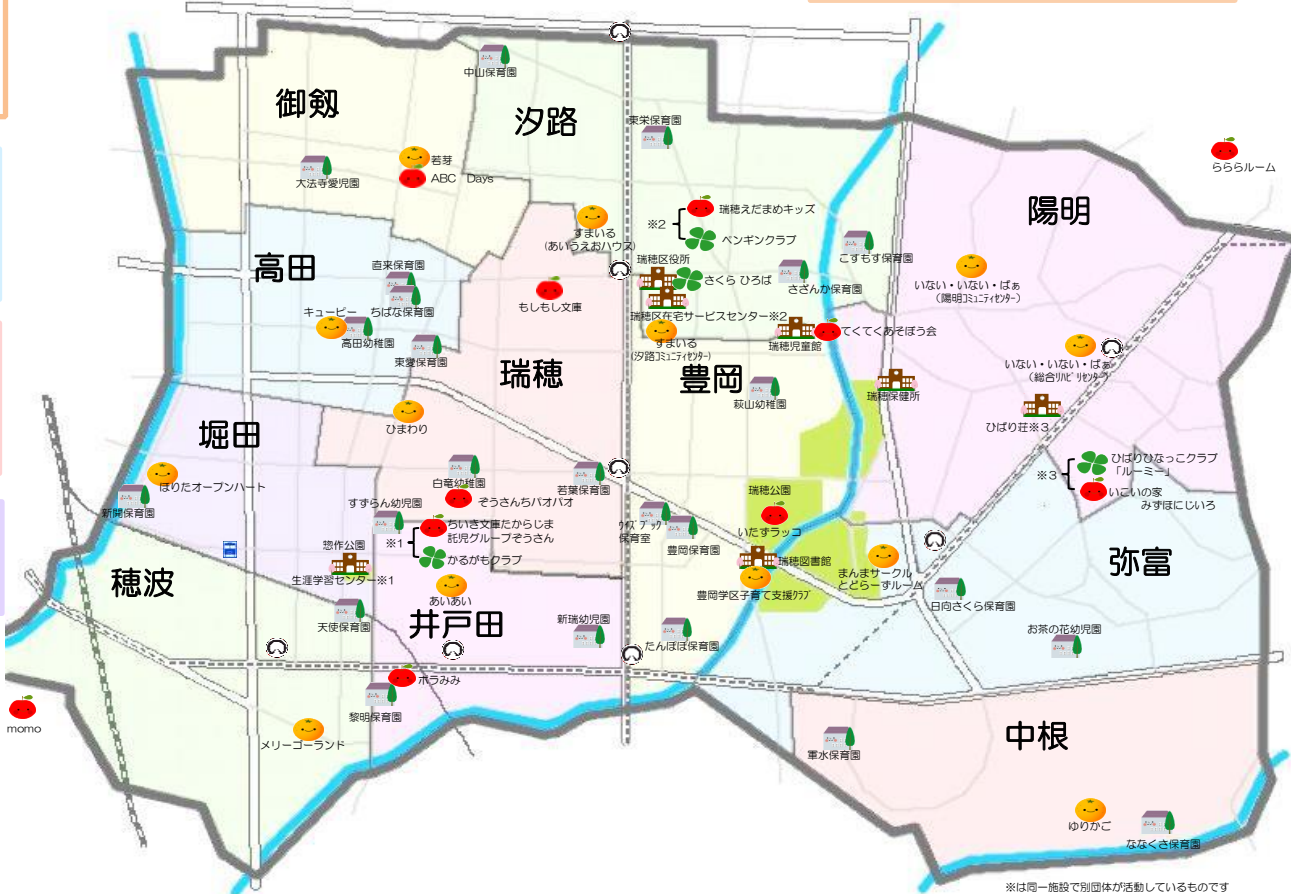 中山保育園
御剱
汐路
東栄保育園
若芽
ABC Days
大法寺愛児園
らららルーム
※2
瑞穂えだまめキッズ
ペンギンクラブ
陽明
すまいる
(あいうえおハウス)
こすもす保育園
高田
直来保育園
ちばな保育園
瑞穂区役所
さくら ひろば
さざんか保育園
いない・いない・ばぁ
(陽明コミュニティセンター)
キューピー
高田幼稚園
もしもし文庫
瑞穂区在宅サービスセンター※2
すまいる
(汐路コミュニティセンター)
瑞穂児童館
てくてくあそぼう会
東愛保育園
瑞穂
豊岡
萩山幼稚園
瑞穂保健所
いない・いない・ばぁ
(総合リハビリセンター)
ひばり荘※3
ひまわり
堀田
ほりたオープンハート
新開保育園
白竜幼稚園
ぞうさんちパオパオ
若葉保育園
瑞穂公園
いたずラッコ
※3
ひばりひなっこクラブ
「ルーミー」
いこいの家
みずほにじいろ
すずらん幼児園
※1
ちいき文庫たからじま
託児グループぞうさん
かるがもクラブ
ウィズブック
保育室
豊岡保育園
惣作公園
生涯学習センター※1
瑞穂図書館
豊岡学区子育て支援クラブ
まんまサークル
とどらーずルーム
弥富
穂波
あいあい
天使保育園
井戸田
新瑞幼児園
たんぽぽ保育園
日向さくら保育園
お茶の花幼児園
ポラみみ
黎明保育園
momo
メリーゴーランド
軍水保育園
中根
ゆりかご
ななくさ保育園
※は同一施設で別団体が活動しているものです